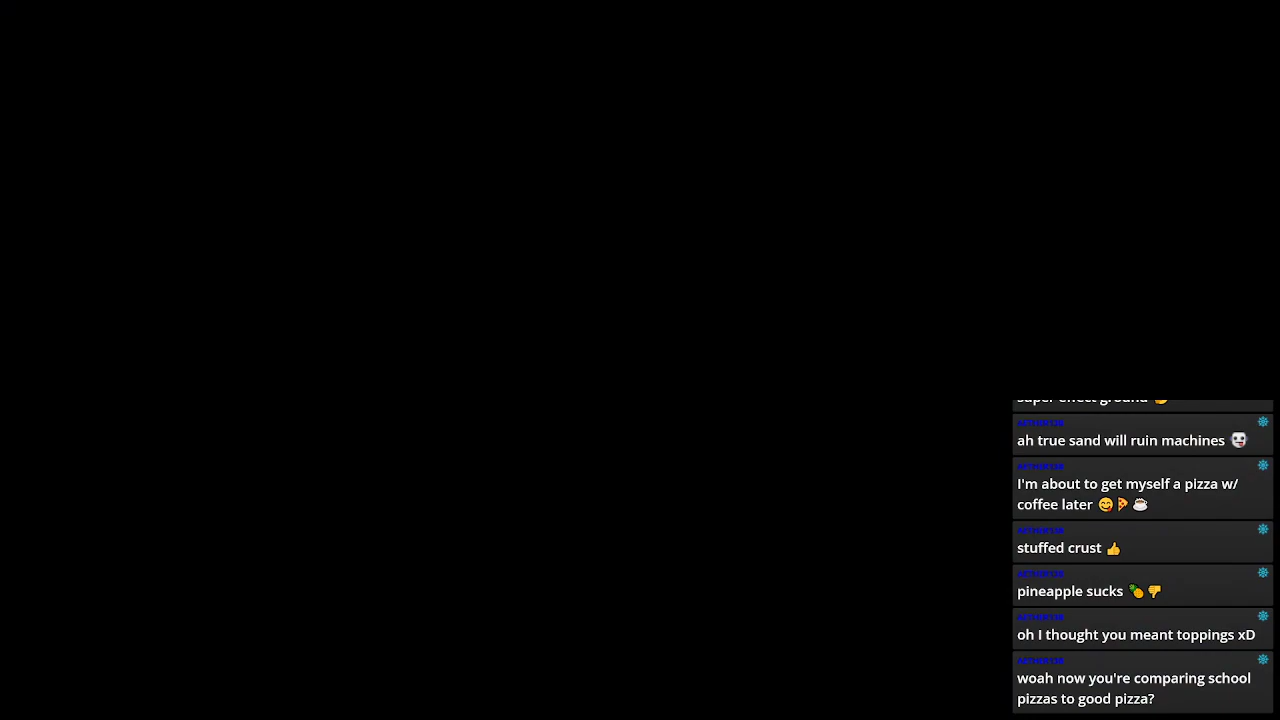 ah true sand will ruin machines
I'm about to get myself a pizza w/
coffee later 😋🍕☕
stuffed crust 👍
pineapple sucks 🍍👎
oh I thought you meant toppings xD
woah now you're comparing school
pizzas to good pizza?